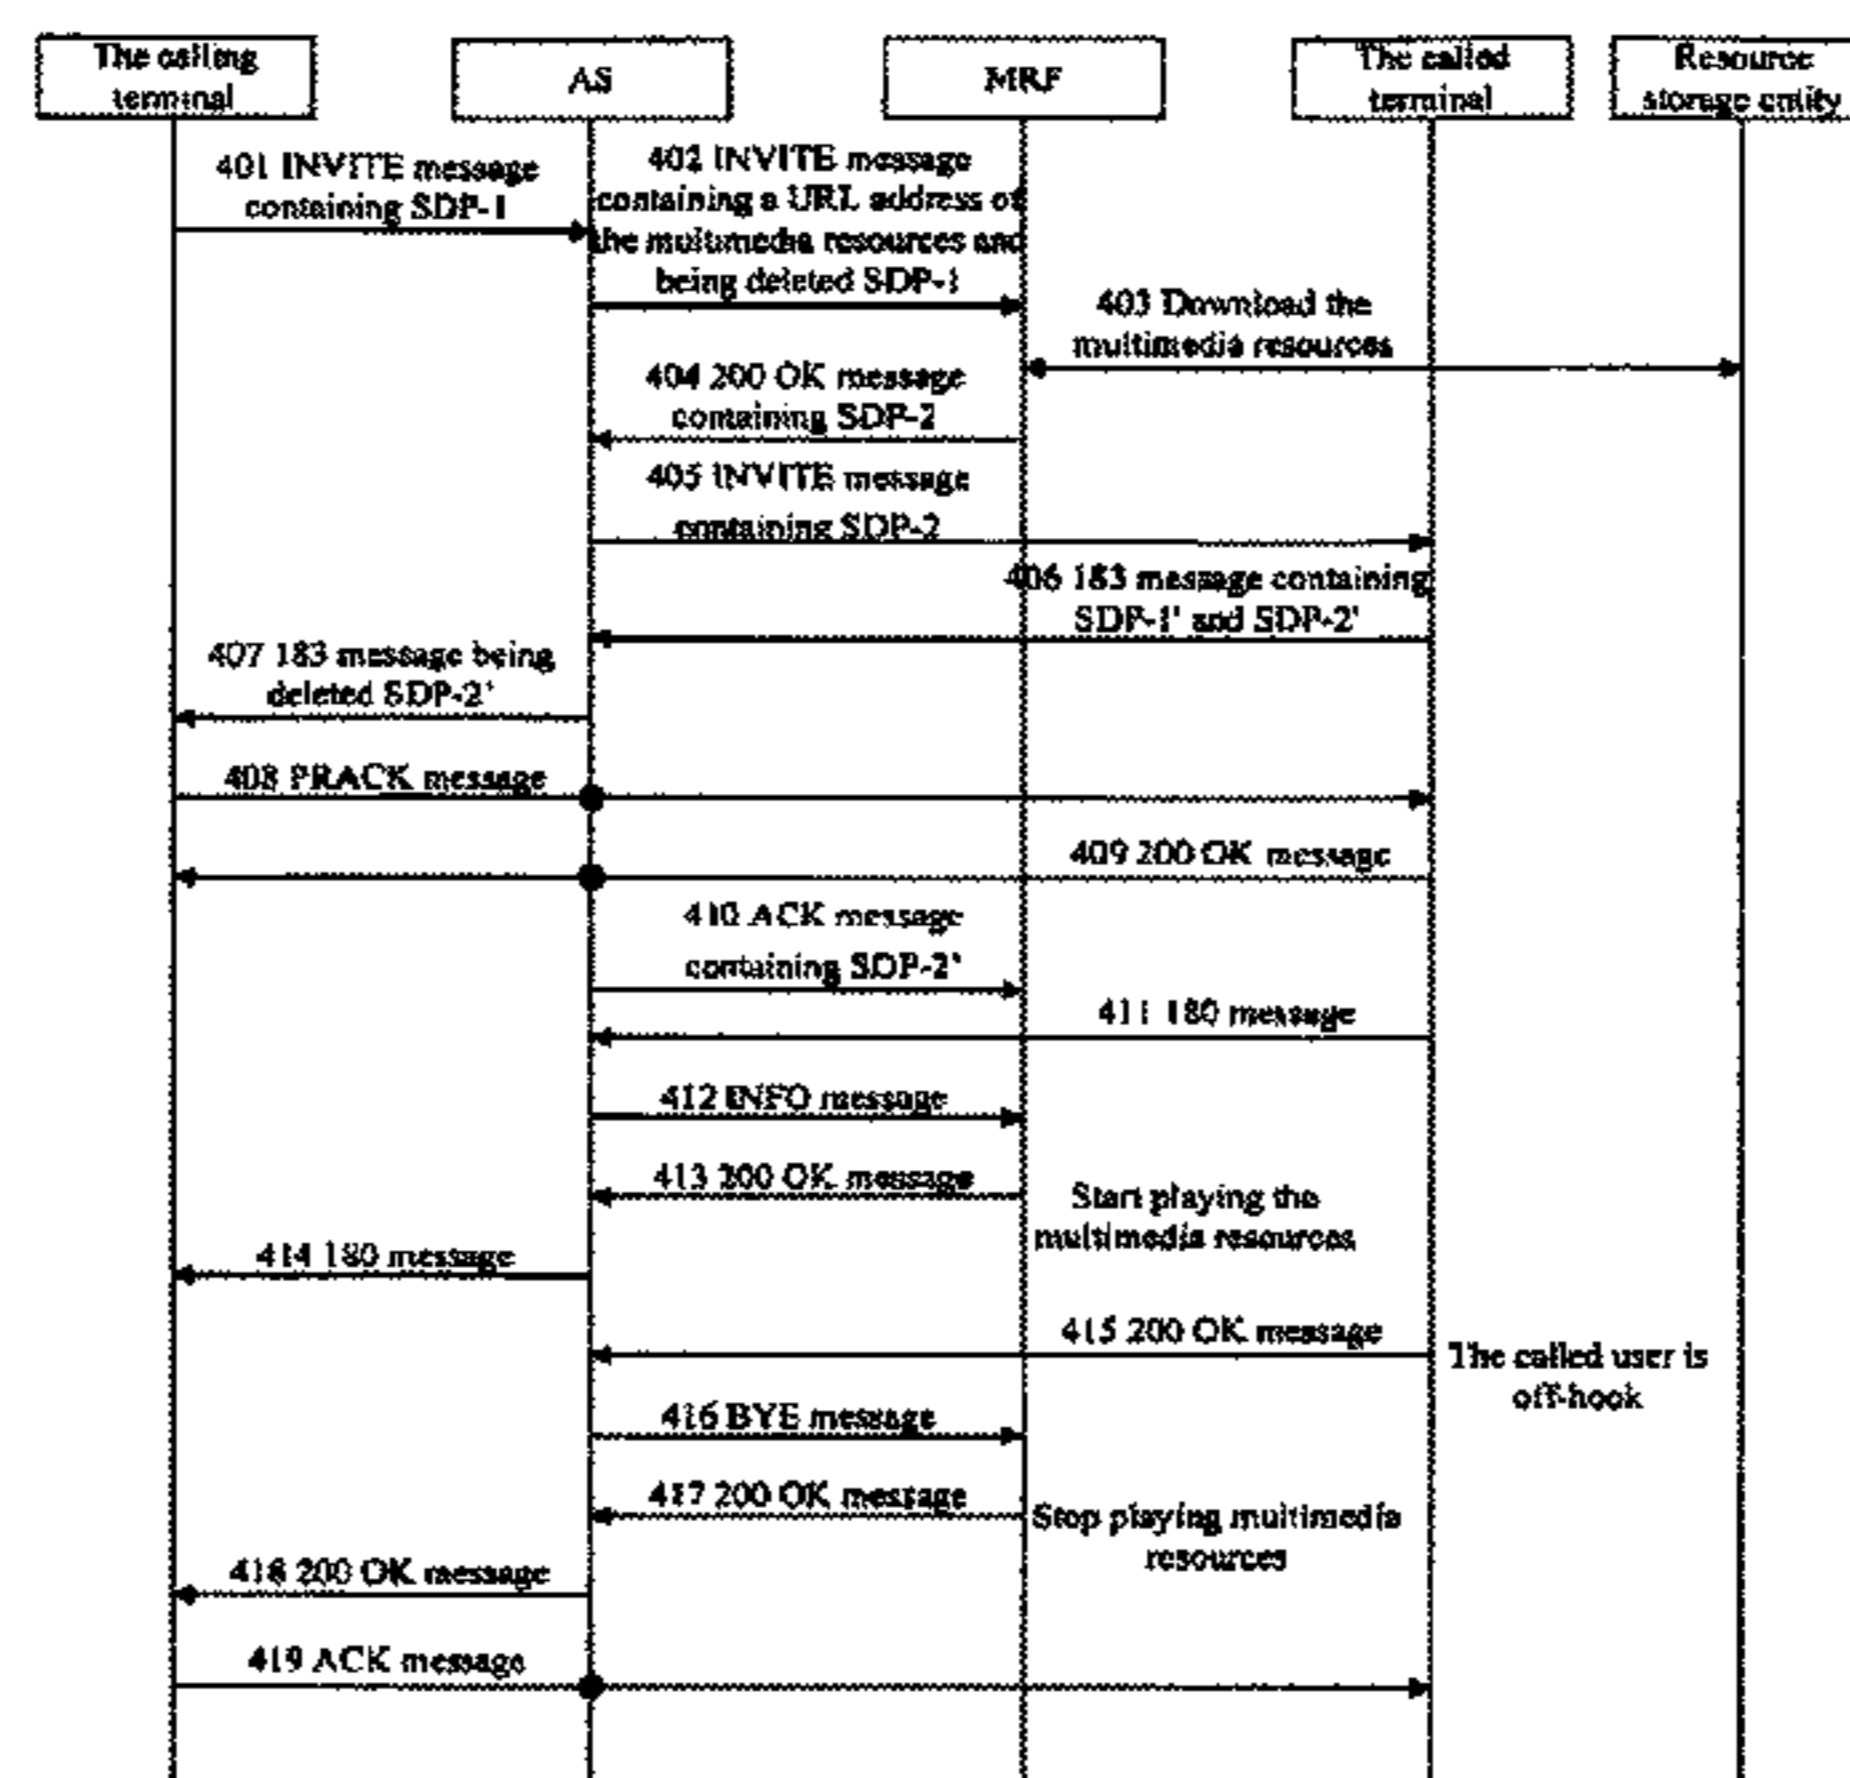 The calling
terminal
AS
MRF
The called
terminal
Resource
storage entity
401 INVITE message
containing SDP-1
402 INVITE message
containing a URL address of
the multimedia resources and
being deleted SDP-1
403 Download the
multimedia resources
404 200 OK message
containing SDP-2
405 INVITE message
containing SDP-2
406 183 message containing
SDP-1' and SDP-2'
407 183 message being
deleted SDP-2'
408 PRACK message
409 200 OK message
410 ACK message
containing SDP-2'
411 180 message
412 INFO message
413 200 OK message
Start playing the
multimedia resources
414 180 message
415 200 OK message
The called user is
off-hook
416 BYE message
417 200 OK message
Stop playing multimedia
resources
418 200 OK message
419 ACK message